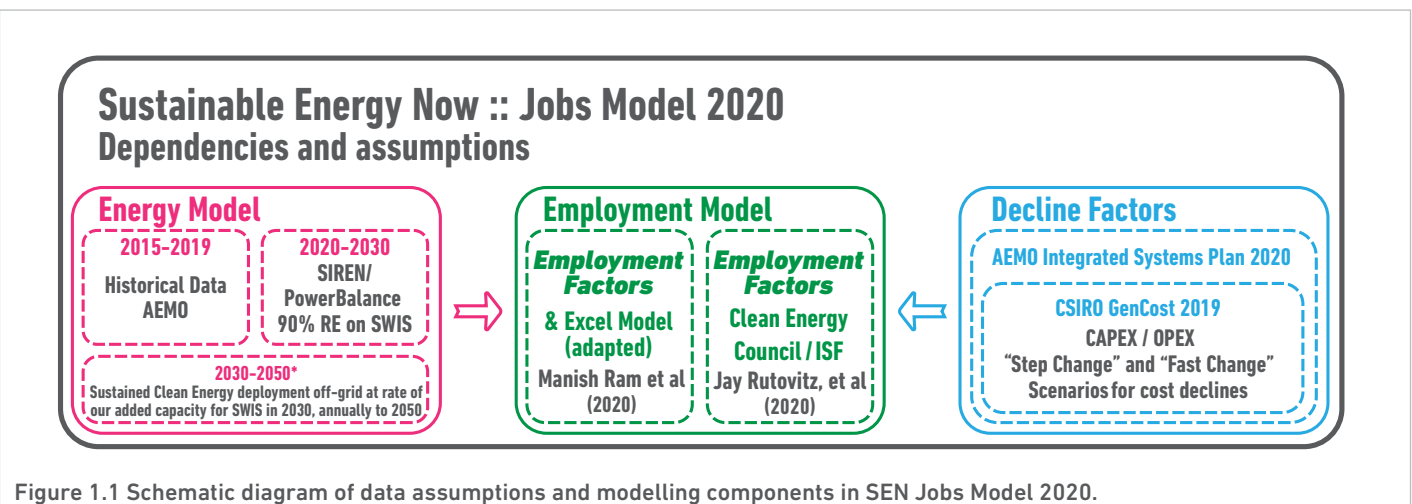 Sustainable Energy Now :: Jobs Model 2020
Dependencies and assumptions
Energy Model
2015-2019
Historical Data
AEMO
2020-2030
SIREN/
PowerBalance
90% RE on SWIS
2030-2050*
Sustained Clean Energy deployment off-grid at rate of
our added capacity for SWIS in 2030, annually to 2050
Employment Model
Employment
Factors
& Excel Model
(adapted)
Manish Ram et al
(2020)
Employment
Factors
Clean Energy
Council / ISF
Jay Rutovitz, et al
(2020)
Decline Factors
AEMO Integrated Systems Plan 2020
CSIRO GenCost 2019
CAPEX / OPEX
“Step Change” and “Fast Change”
Scenarios for cost declines
Figure 1.1 Schematic diagram of data assumptions and modelling components in SEN Jobs Model 2020.